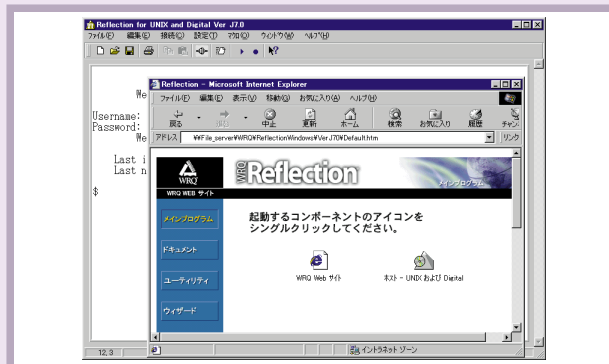 Reflection for UNIX and Digital Ver J7.0
ファイル(F) 編集(E) 接続(C) 設定(T) マクロ(Q) ウィンドウ(W) ヘルプ(H)
We
Username:
Password:
We
Last i
Last n
$
12, 3
Reflection - Microsoft Internet Explorer
ファイル(F) 編集(E) 表示(V) 移動(G) お気に入り(A) ヘルプ(H)
戻る 中止 更新 ホーム 検索 お気に入り 履歴 チャン
アドレス ¥¥File_server¥WRQ¥ReflectionWindows¥VerJ70¥Default.htm リンク
WRQ
WRQ WEB サイト
Reflection
メインプログラム
メインプログラム
ドキュメント
ユーティリティ
ウィザード
起動するコンポーネントのアイコンを
シングルクリックしてください。
WRQ Web サイト
ホスト - UNIX および Digital
イントラネット ゾーン